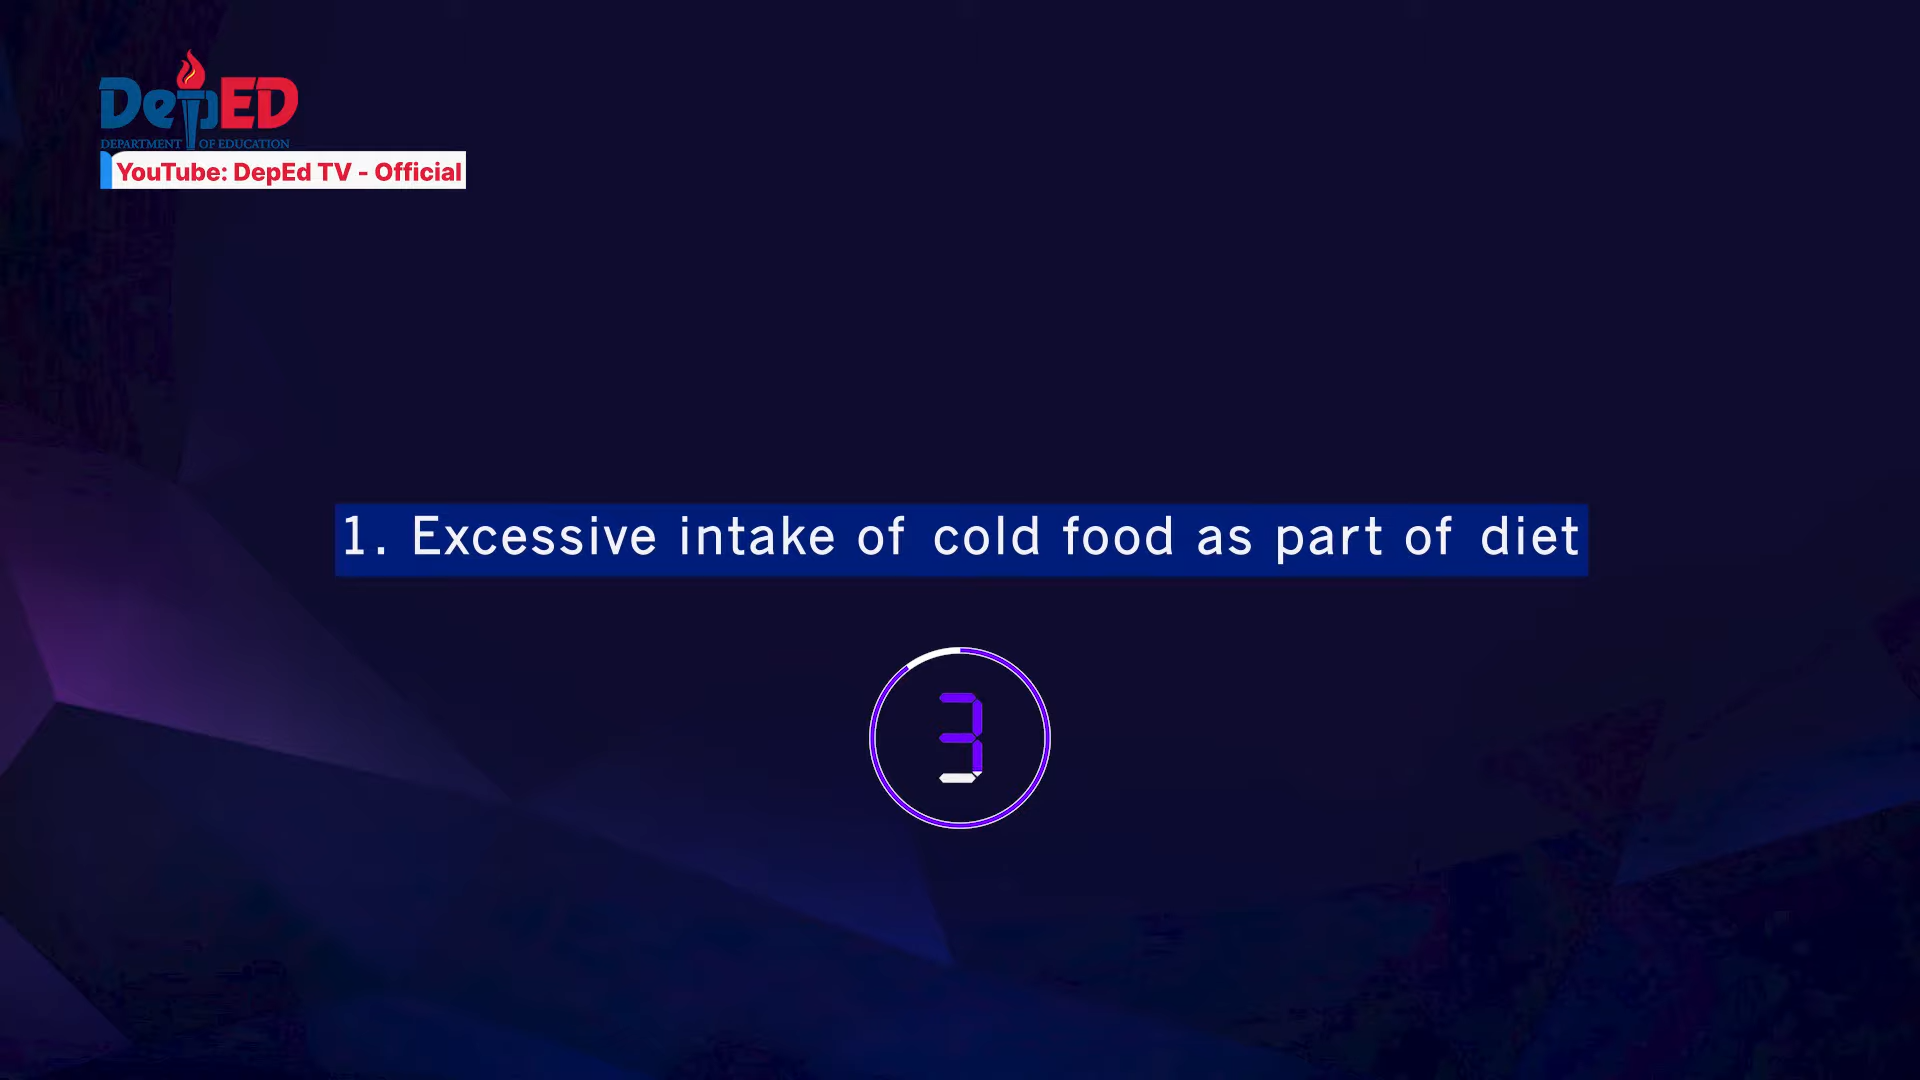 DepED
DEPARTMENT OF EDUCATION
YouTube: DepEd TV - Official
1. Excessive intake of cold food as part of diet
3